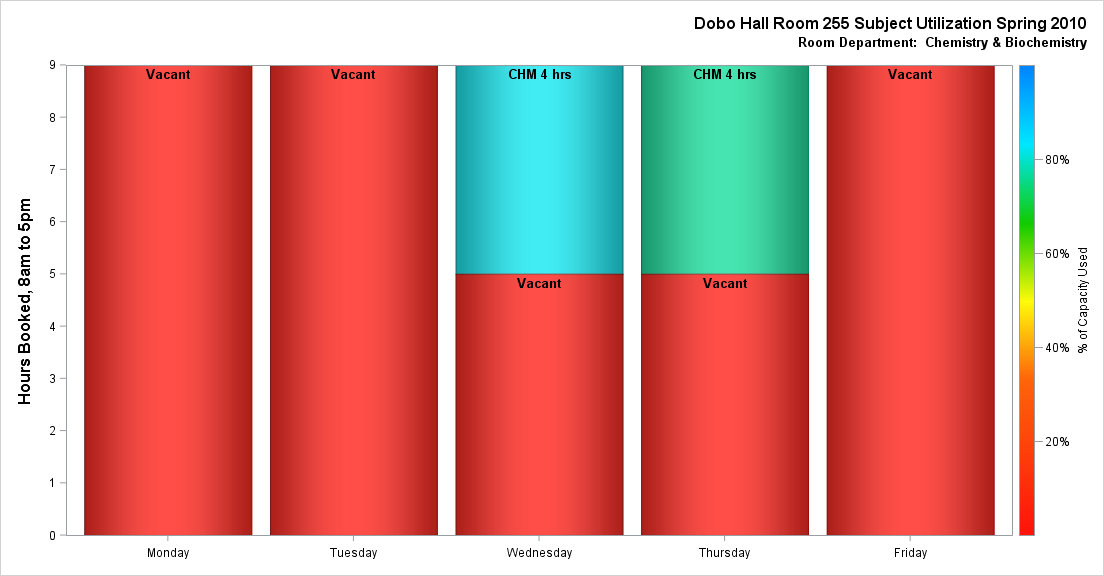 Dobo Hall Room 255 Subject Utilization Spring 2010
Room Department:  Chemistry & Biochemistry
Hours Booked, 8am to 5pm
9
8
7
6
5
4
3
2
1
0
Vacant
Vacant
CHM 4 hrs
CHM 4 hrs
Vacant
Vacant
Vacant
Monday
Tuesday
Wednesday
Thursday
Friday
80%
60%
40%
20%
% of Capacity Used